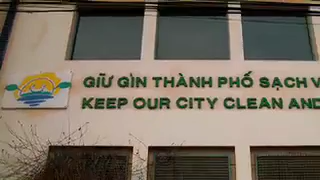 GIỮ GÌN THÀNH PHỐ SẠCH V
KEEP OUR CITY CLEAN AND